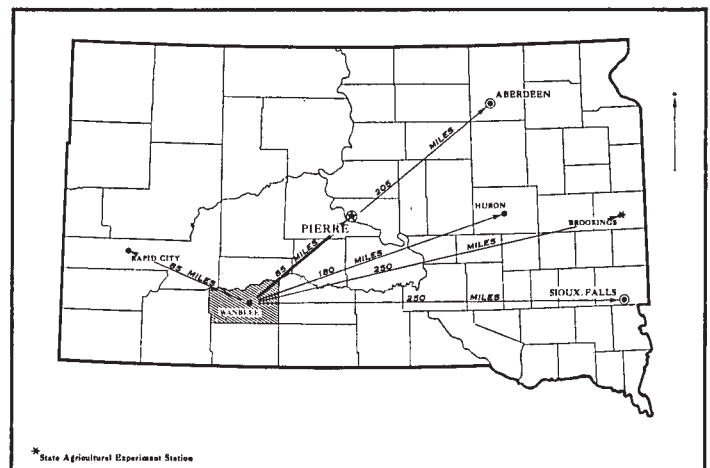 ABERDEEN
205 MILES
HURON
PIERRE
BROOKINGS
85 MILES
180 MILES
250 MILES
RAPID CITY
85 MILES
SIOUX FALLS
250 MILES
WANBLEE
*State Agricultural Experiment Station